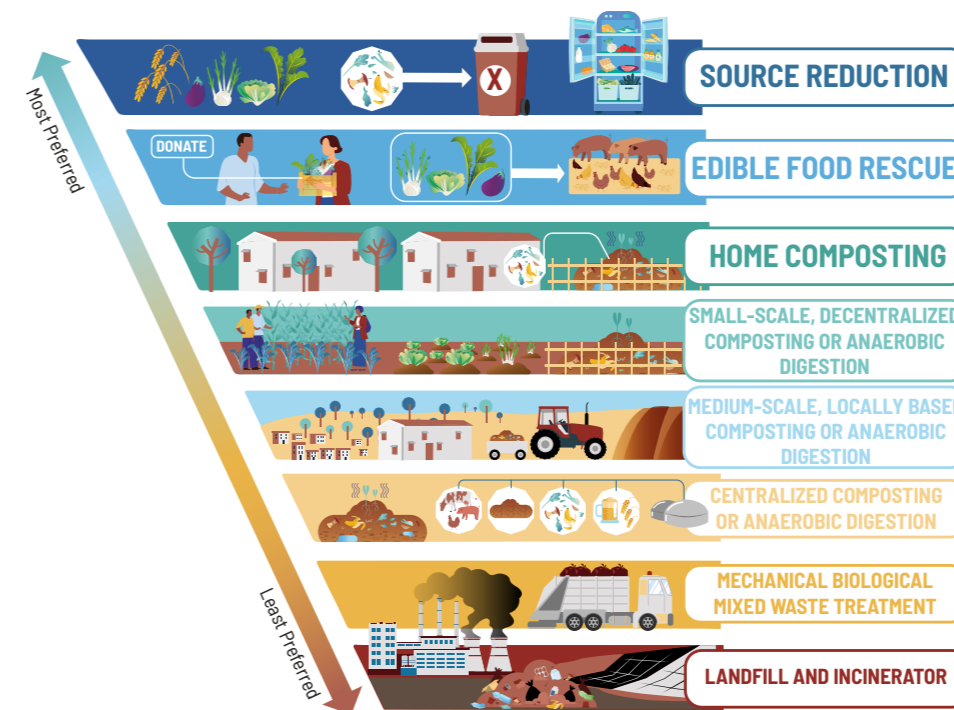 Most Preferred
X
SOURCE REDUCTION
DONATE
EDIBLE FOOD RESCUE
HOME COMPOSTING
SMALL-SCALE, DECENTRALIZED
COMPOSTING OR ANAEROBIC
DIGESTION
MEDIUM-SCALE, LOCALLY BASED
COMPOSTING OR ANAEROBIC
DIGESTION
CENTRALIZED COMPOSTING
OR ANAEROBIC DIGESTION
MECHANICAL BIOLOGICAL
MIXED WASTE TREATMENT
Least Preferred
LANDFILL AND INCINERATOR